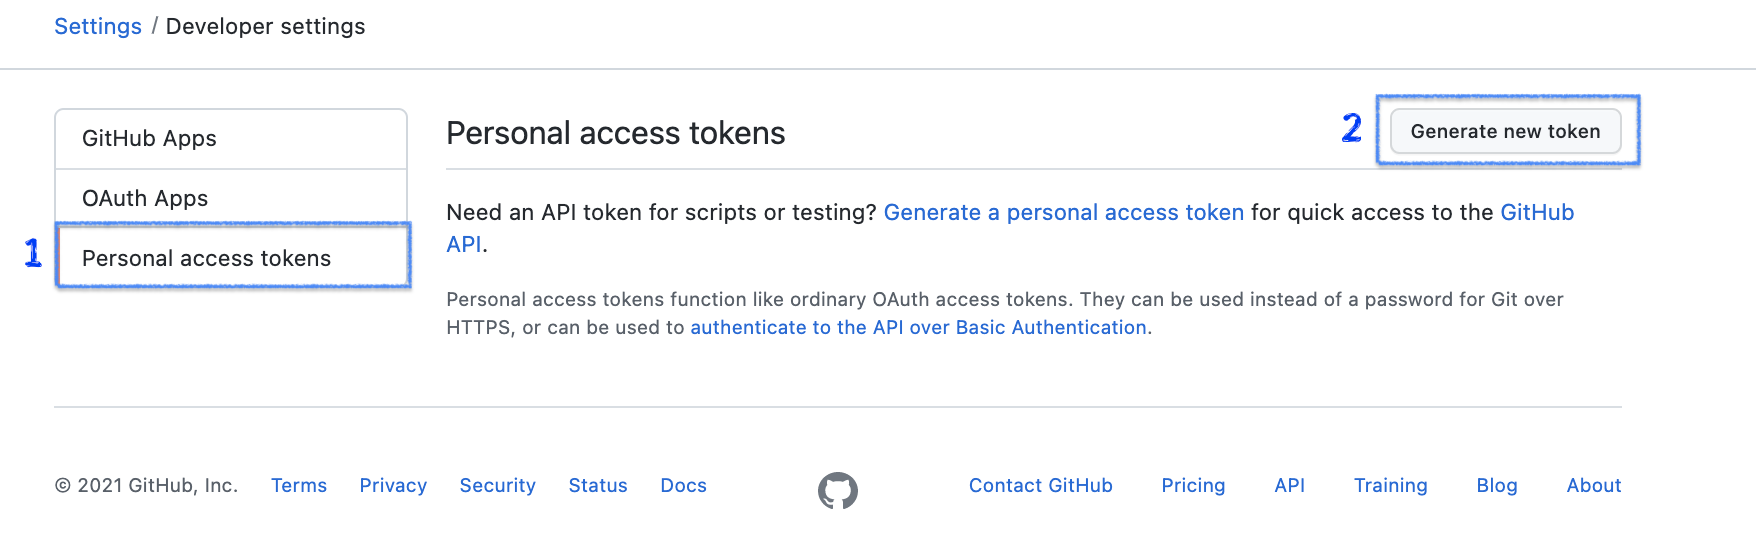 Settings / Developer settings
GitHub Apps
OAuth Apps
1 Personal access tokens
Personal access tokens
2 Generate new token
Need an API token for scripts or testing? Generate a personal access token for quick access to the GitHub
API.
Personal access tokens function like ordinary OAuth access tokens. They can be used instead of a password for Git over
HTTPS, or can be used to authenticate to the API over Basic Authentication.
© 2021 GitHub, Inc. Terms Privacy Security Status Docs Contact GitHub Pricing API Training Blog About